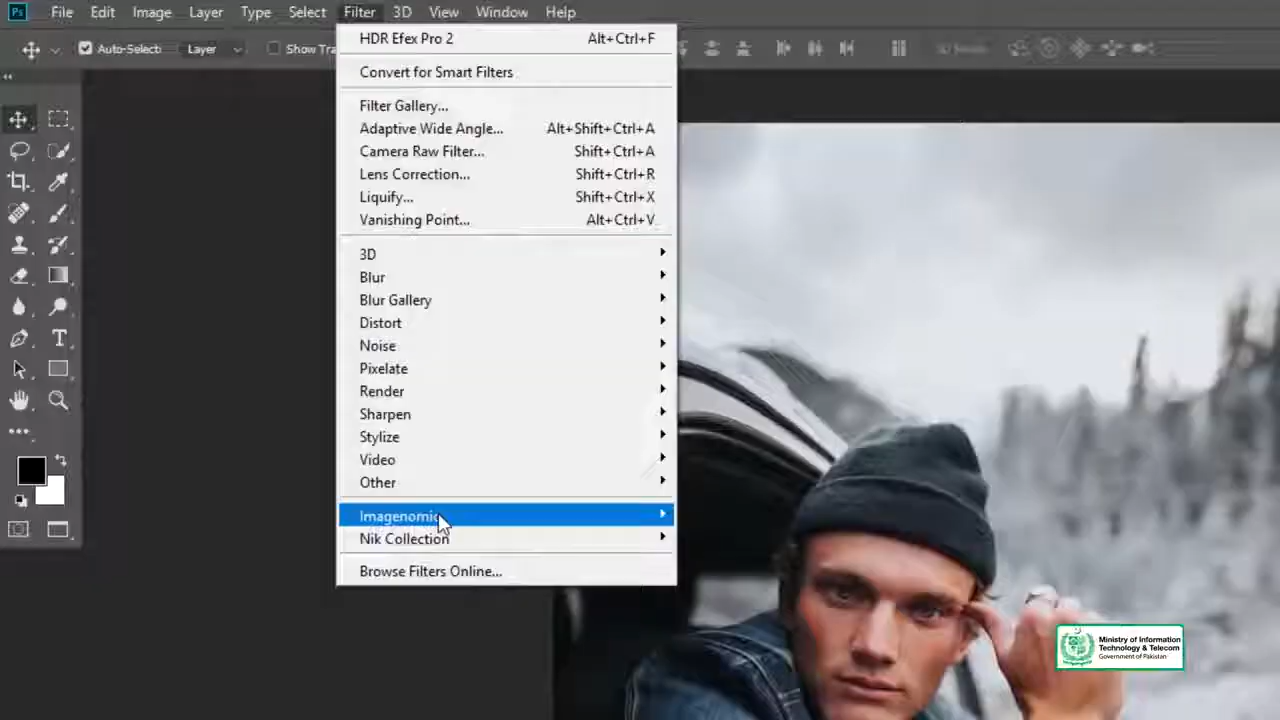 Ps File Edit Image Layer Type Select Filter 3D View Window Help
Auto-Select: Layer Show Tra
HDR Efex Pro 2 Alt+Ctrl+F
Convert for Smart Filters
Filter Gallery...
Adaptive Wide Angle... Alt+Shift+Ctrl+A
Camera Raw Filter... Shift+Ctrl+A
Lens Correction... Shift+Ctrl+R
Liquify... Shift+Ctrl+X
Vanishing Point... Alt+Ctrl+V
3D
Blur
Blur Gallery
Distort
Noise
Pixelate
Render
Sharpen
Stylize
Video
Other
Imagenomic
Nik Collection
Browse Filters Online...
Ministry of Information
Technology & Telecom
Government of Pakistan